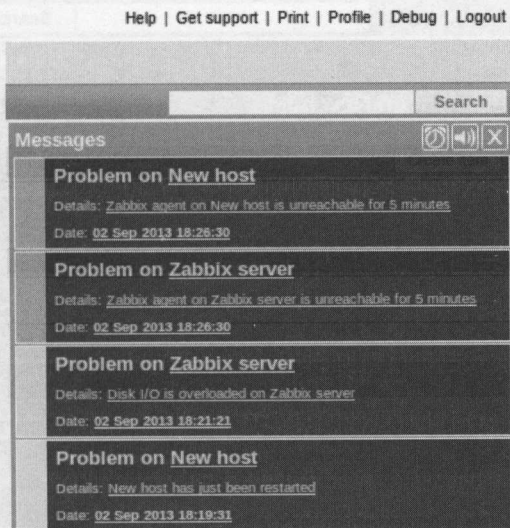 Help | Get support | Print | Profile | Debug | Logout
Search
Messages
Problem on New host
Details: Zabbix agent on New host is unreachable for 5 minutes
Date: 02 Sep 2013 18:26:30
Problem on Zabbix server
Details: Zabbix agent on Zabbix server is unreachable for 5 minutes
Date: 02 Sep 2013 18:26:30
Problem on Zabbix server
Details: Disk I/O is overloaded on Zabbix server
Date: 02 Sep 2013 18:21:21
Problem on New host
Details: New host has just been restarted
Date: 02 Sep 2013 18:19:31